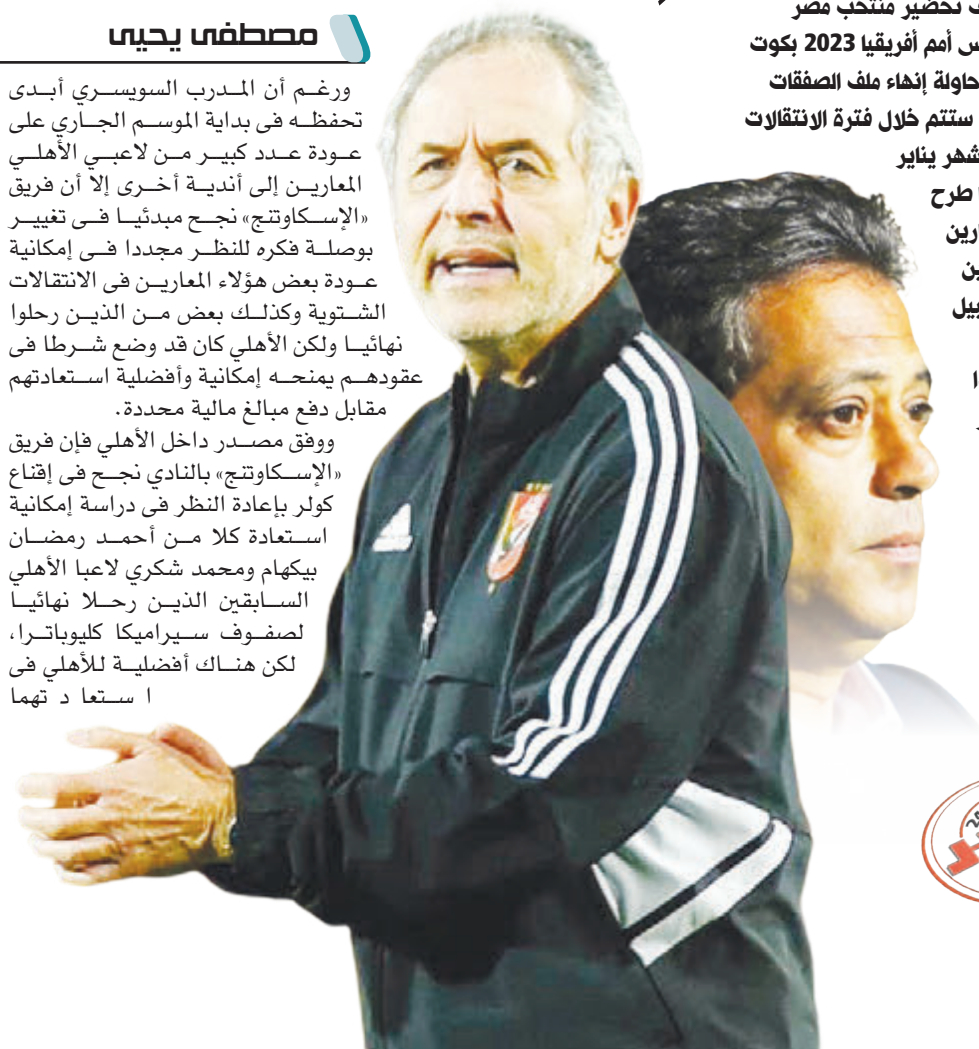 تحضير منتخب مصر
أمم أفريقيا 2023 بكوت
حاولة إنهاء ملف الصفقات
ستتم خلال فترة الانتقالات
شهر يناير
طرح
مصطفى يحيى
ورغم أن المدرب السويسري أبدى
تحفظه فى بداية الموسم الجاري على
عودة عدد كبير من لاعبي الأهلي
المعارين إلى أندية أخرى إلا أن فريق
«الإسكاوتنج» نجح مبدئيا فى تغيير
بوصلة فكره للنظر مجددا فى إمكانية
عودة بعض هؤلاء المعارين فى الانتقالات
الشتوية وكذلك بعض من الذين رحلوا
نهائيا ولكن الأهلي كان قد وضع شرطا فى
عقودهم يمنحه إمكانية وأفضلية استعادتهم
مقابل دفع مبالغ مالية محددة.
ووفق مصدر داخل الأهلي فإن فريق
«الإسكاوتنج» بالنادي نجح فى إقناع
كولر بإعادة النظر فى دراسة إمكانية
استعادة كلا من أحمد رمضان
بيكهام ومحمد شكري لاعبا الأهلي
السابقين الذين رحلا نهائيا
لصفوف سيراميكا كليوباترا،
لكن هناك أفضلية للأهلي فى
ا ستعا د تهما